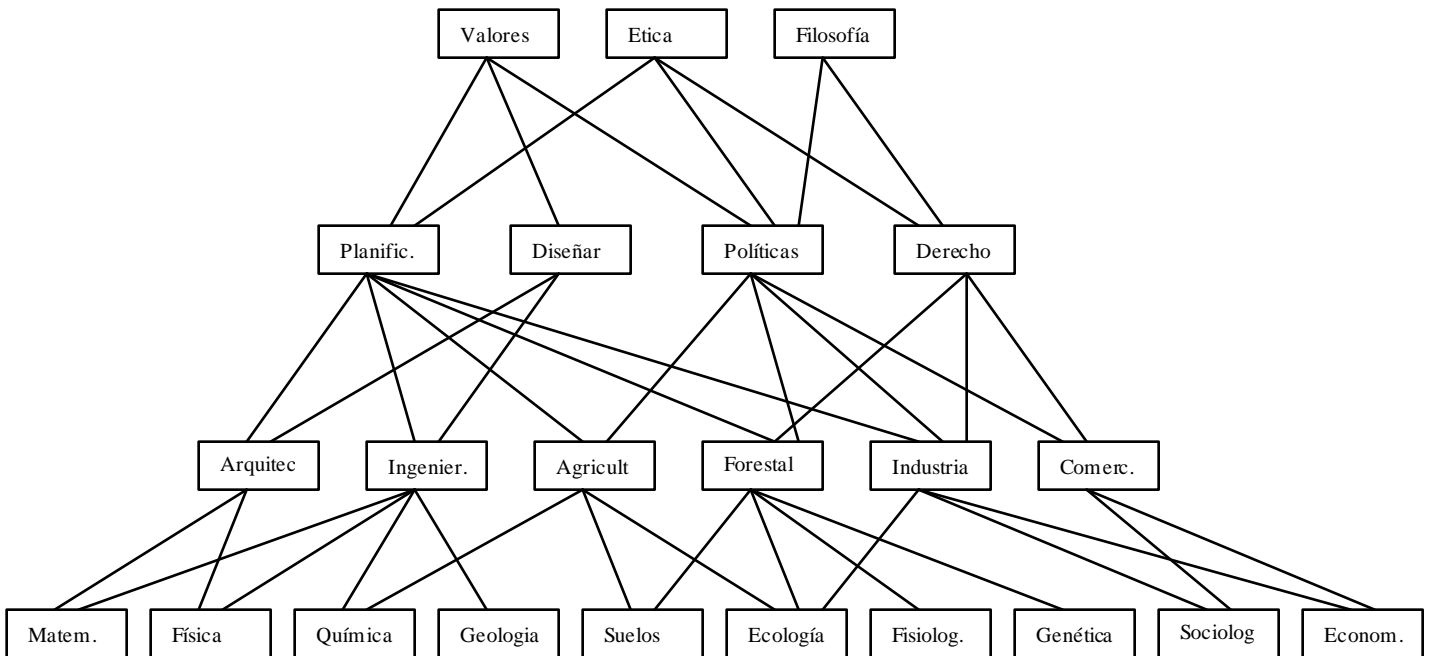 Valores
Etica
Filosofía
Planific.
Diseñar
Políticas
Derecho
Arquitec
Ingenier.
Agricult
Forestal
Industria
Comerc.
Matem.
Física
Química
Geologia
Suelos
Ecología
Fisiolog.
Genética
Sociolog
Econom.